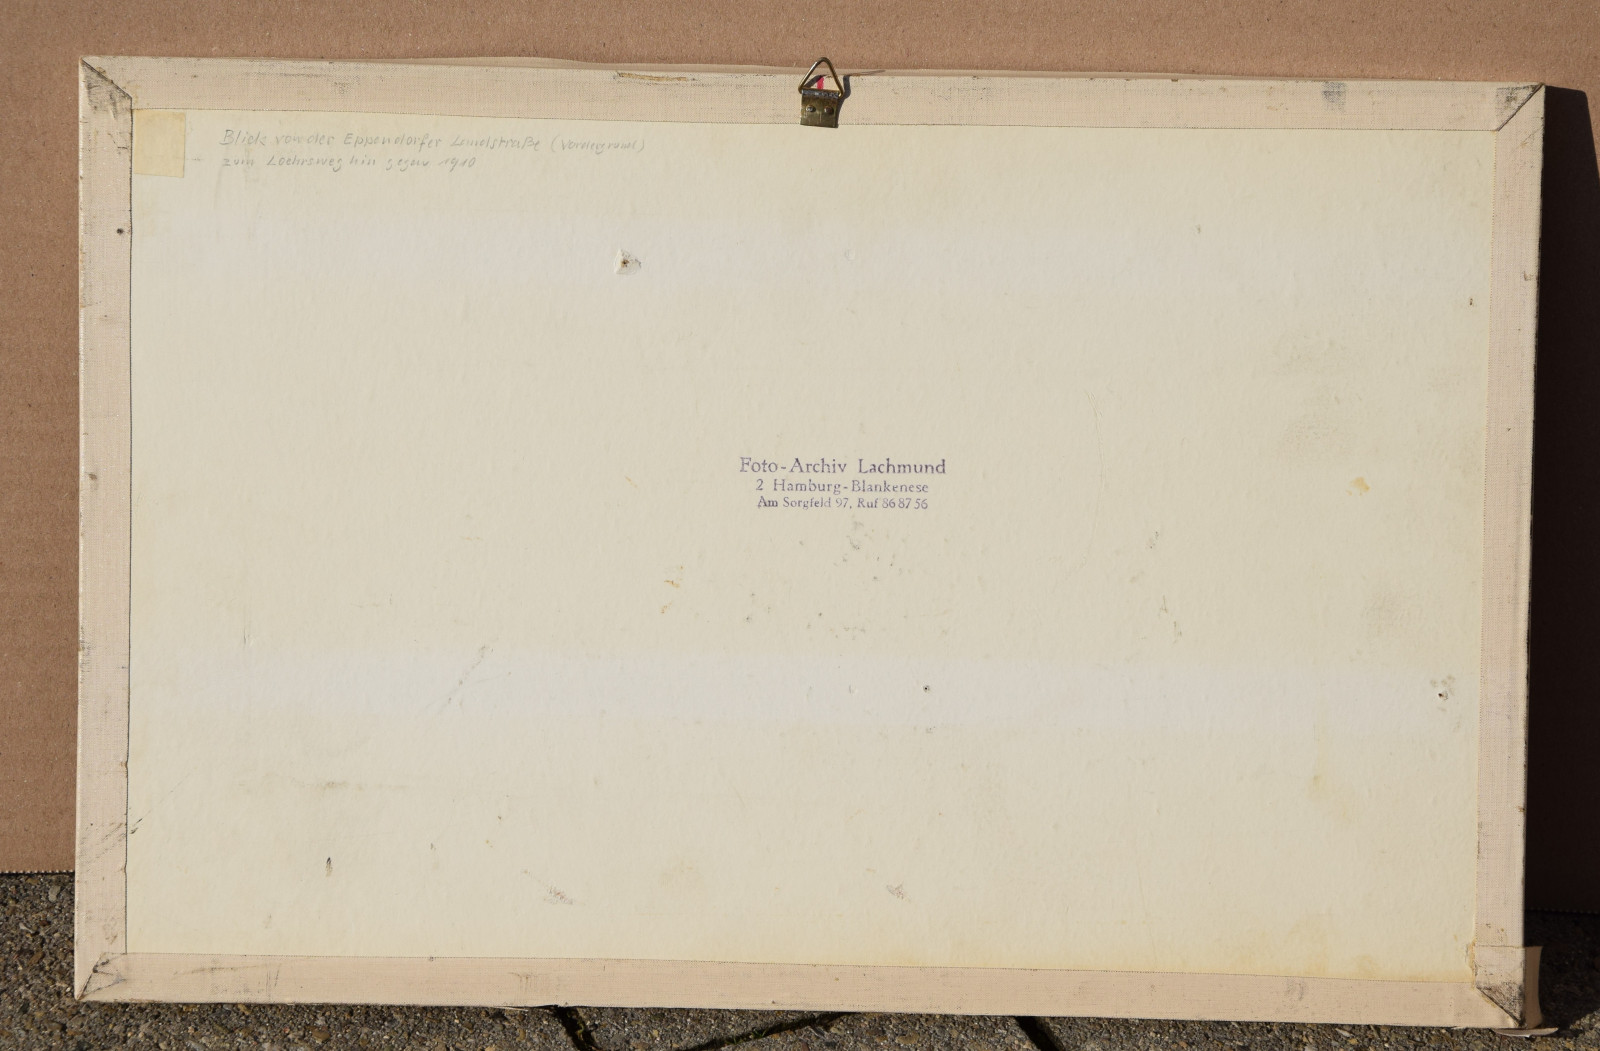 Blick von der Eppendorfer Landstraße (Vordergrund)
zum Loehrsweg hin gegen 1910
Foto-Archiv Lachmund
2 Hamburg-Blankenese
Am Sorgfeld 97, Ruf 86 87 56